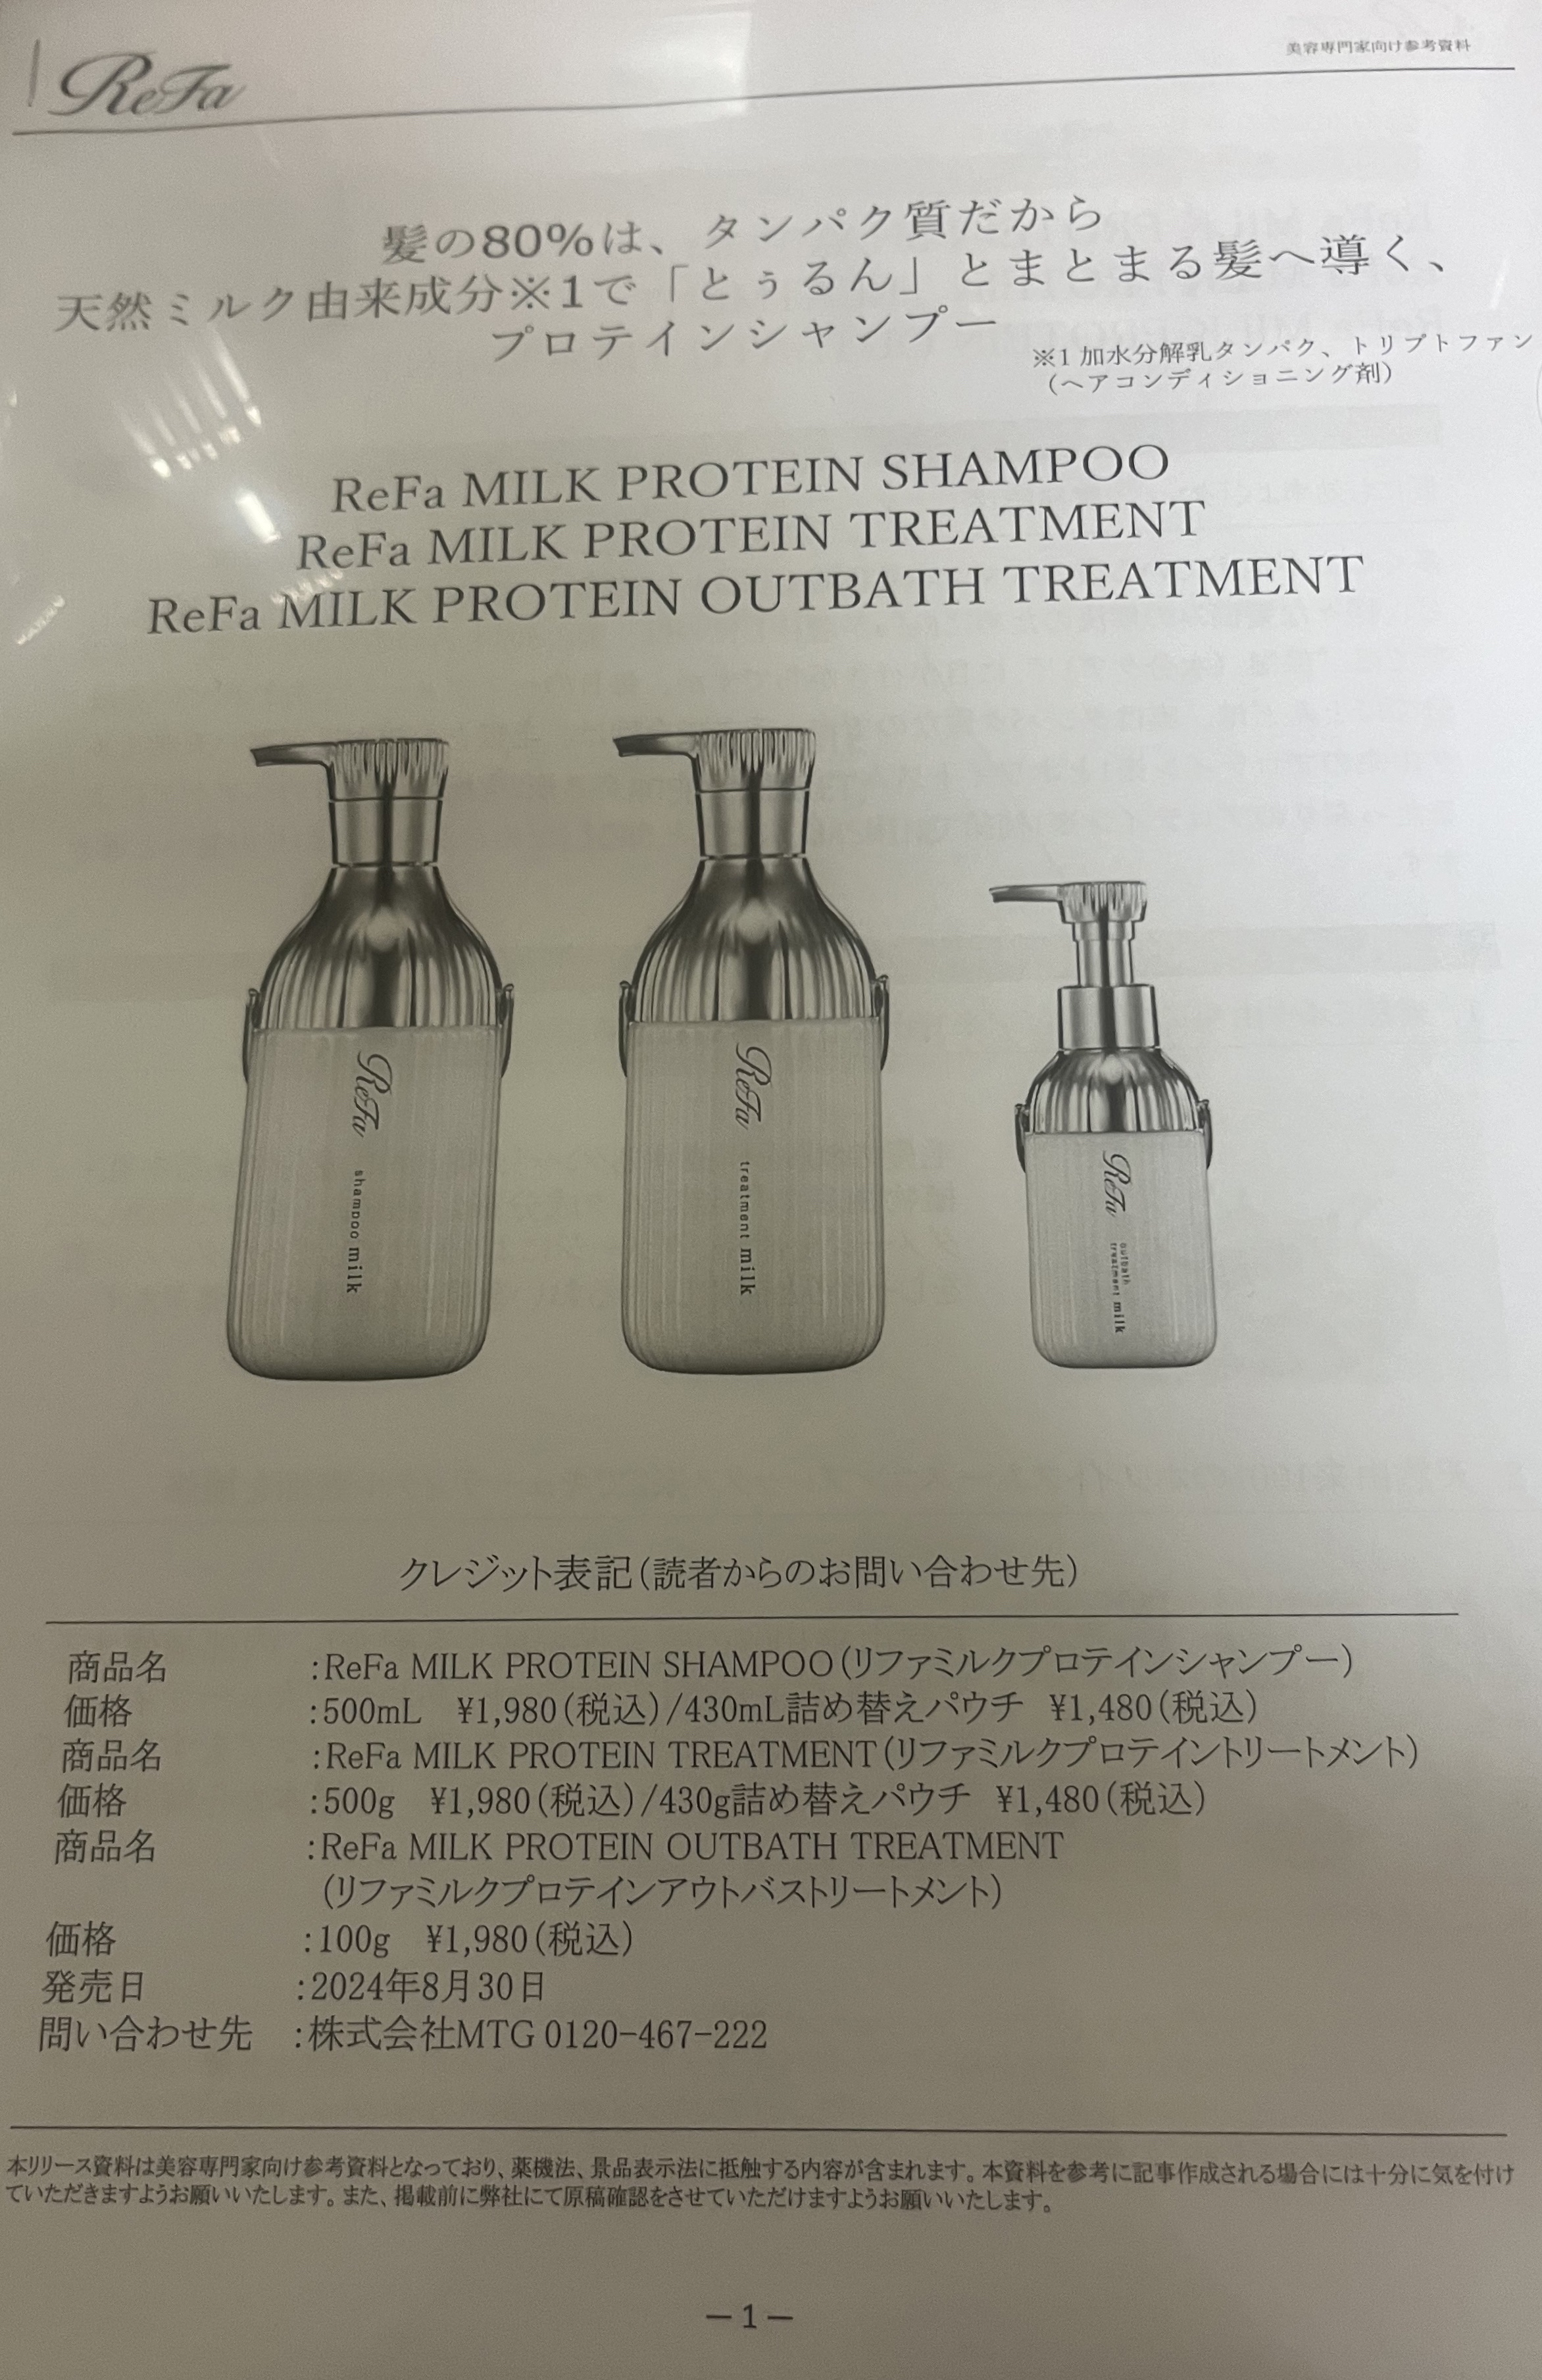 ReFa
美容専門家向け参考資料
髪の80%は、タンパク質だから
天然ミルク由来成分※1で「とぅるん」とまとまる髪へ導く、
プロテインシャンプー
※1 加水分解乳タンパク、トリプトファン
（ヘアコンディショニング剤）
ReFa MILK PROTEIN SHAMPOO
ReFa MILK PROTEIN TREATMENT
ReFa MILK PROTEIN OUTBATH TREATMENT
ReFa shampoo milk
ReFa treatment milk
ReFa outbath treatment milk
クレジット表記（読者からのお問い合わせ先）
商品名 :ReFa MILK PROTEIN SHAMPOO（リファミルクプロテインシャンプー）
価格 :500mL ¥1,980（税込）/430mL詰め替えパウチ ¥1,480（税込）
商品名 :ReFa MILK PROTEIN TREATMENT（リファミルクプロテイントリートメント）
価格 :500g ¥1,980（税込）/430g詰め替えパウチ ¥1,480（税込）
商品名 :ReFa MILK PROTEIN OUTBATH TREATMENT
（リファミルクプロテインアウトバストリートメント）
価格 :100g ¥1,980（税込）
発売日 :2024年8月30日
問い合わせ先 :株式会社MTG 0120-467-222
本リリース資料は美容専門家向け参考資料となっており、薬機法、景品表示法に抵触する内容が含まれます。本資料を参考に記事作成される場合には十分に気を付け
ていただきますようお願いいたします。また、掲載前に弊社にて原稿確認をさせていただけますようお願いいたします。
— 1 —